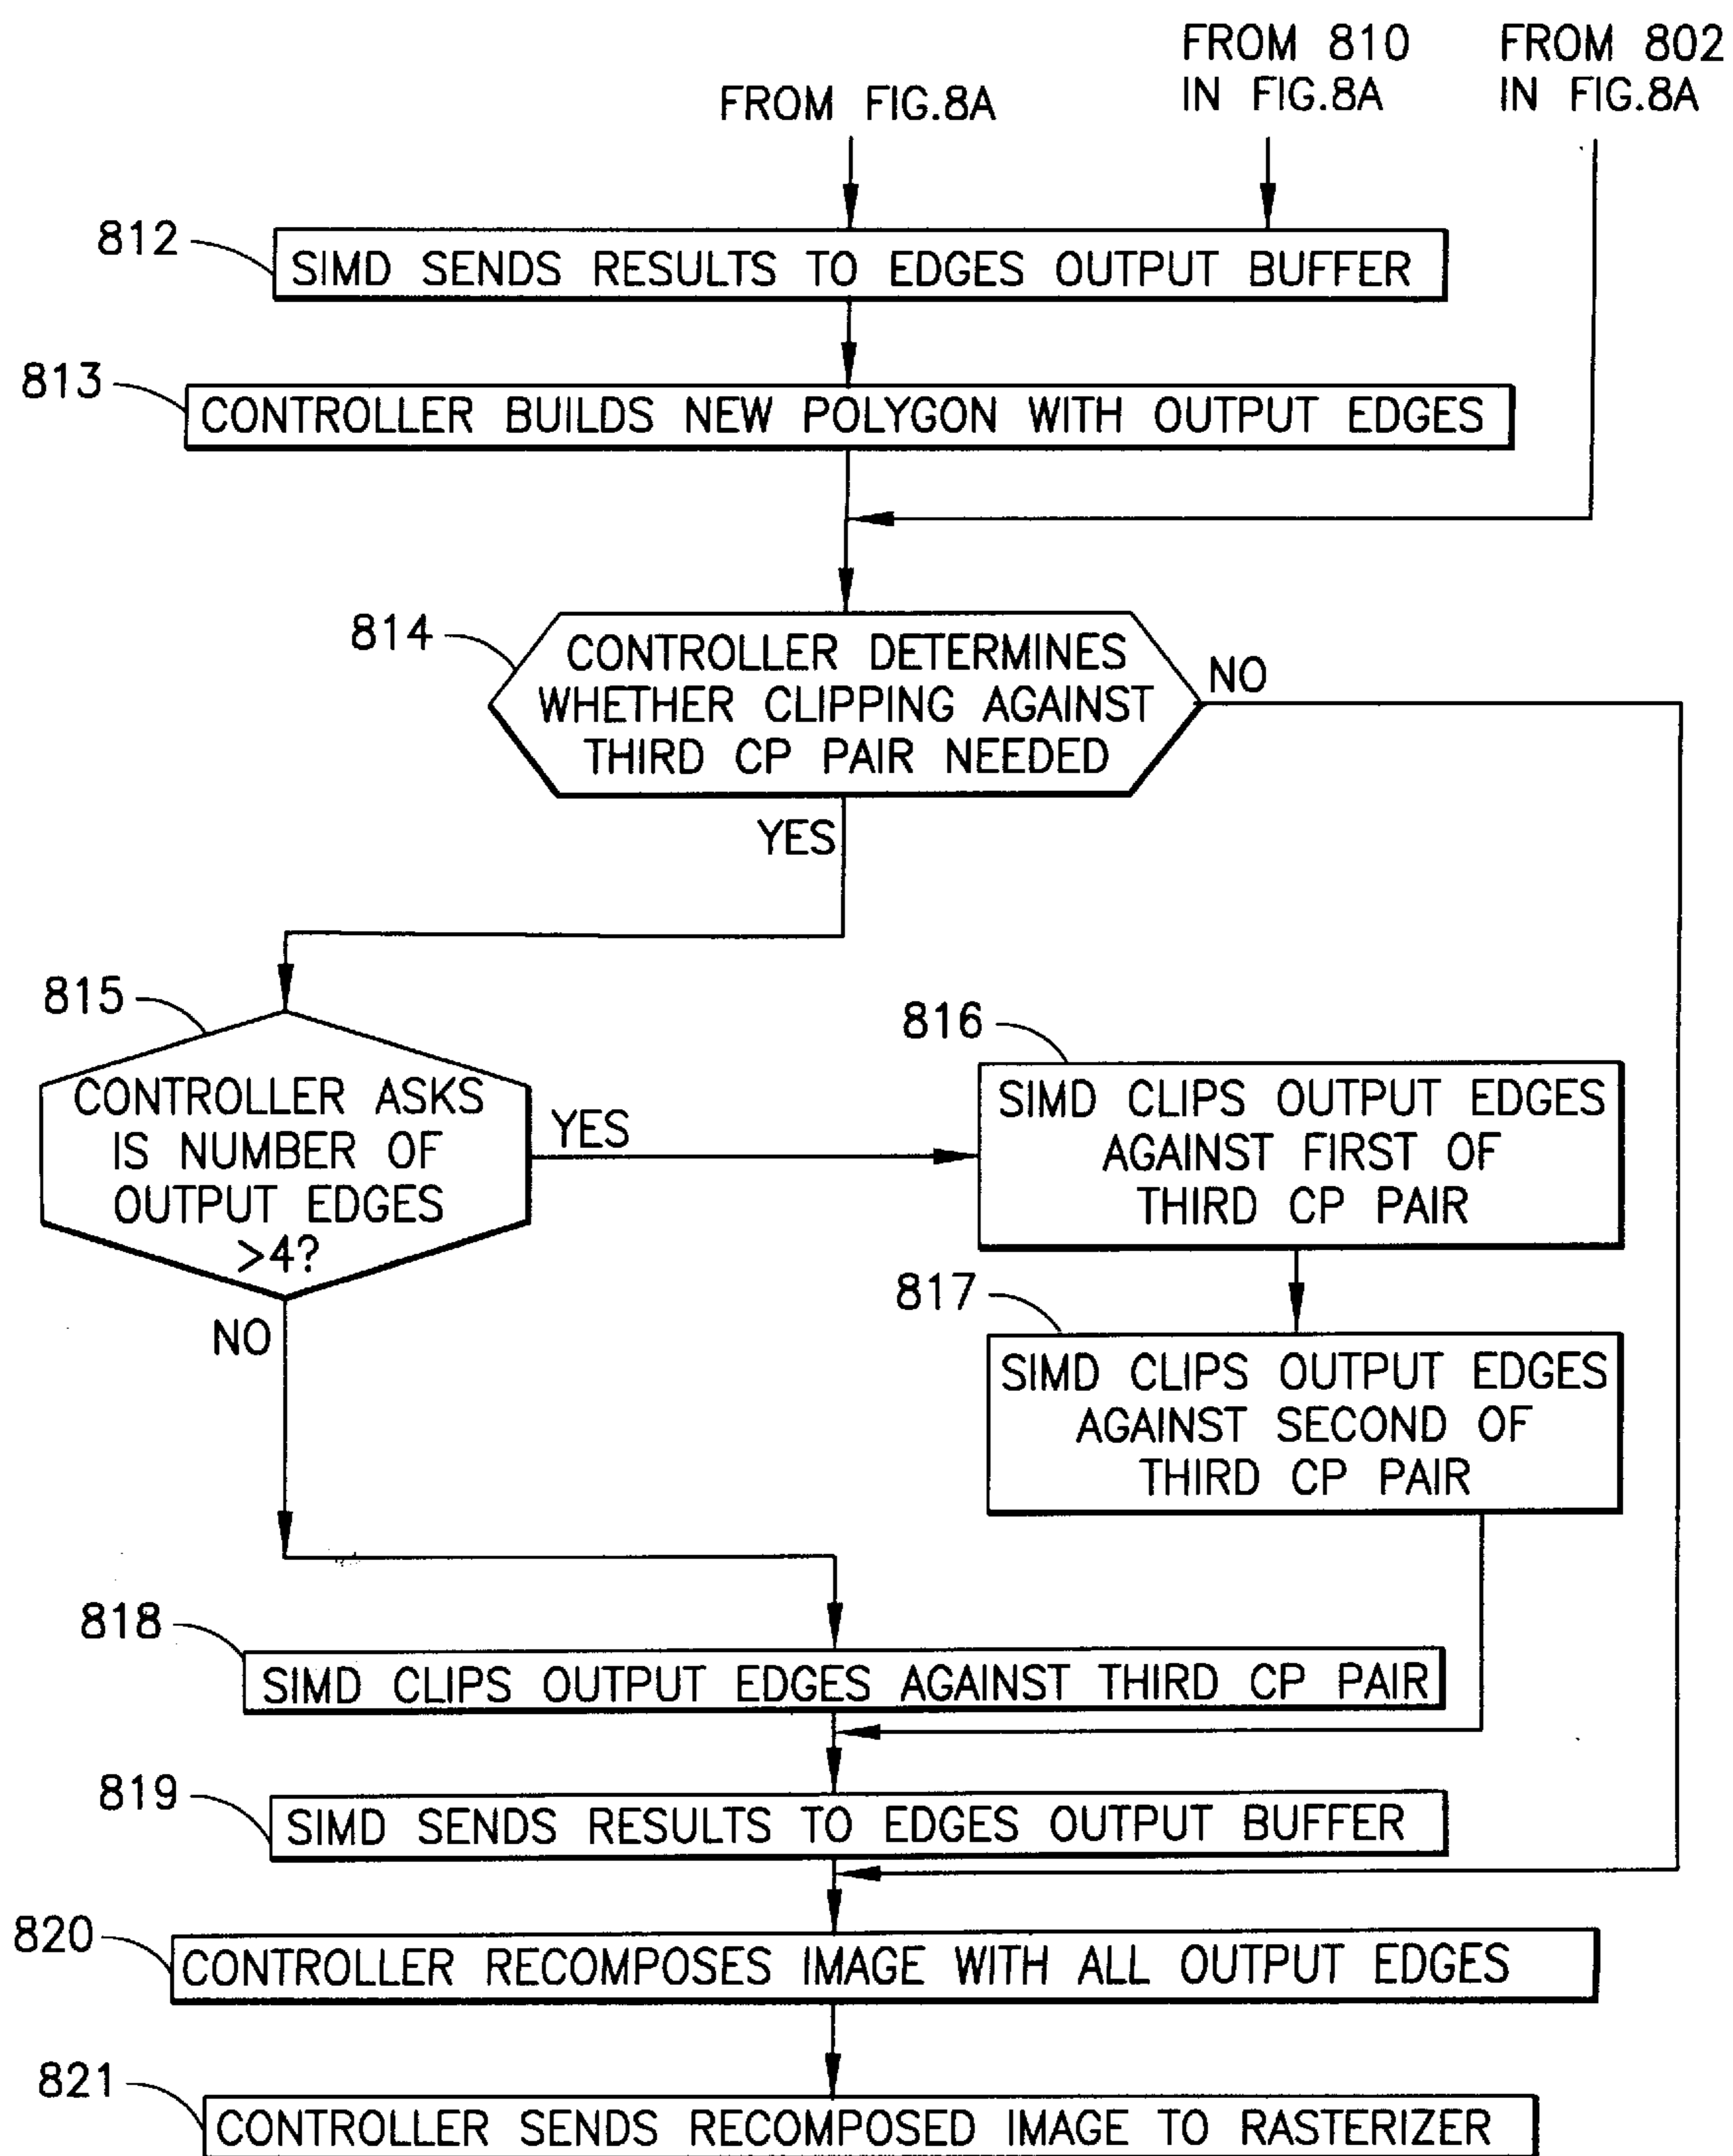 FROM FIG.8A
FROM 810
IN FIG.8A
FROM 802
IN FIG.8A
812
SIMD SENDS RESULTS TO EDGES OUTPUT BUFFER
813
CONTROLLER BUILDS NEW POLYGON WITH OUTPUT EDGES
814
CONTROLLER DETERMINES
WHETHER CLIPPING AGAINST
THIRD CP PAIR NEEDED
NO
YES
815
CONTROLLER ASKS
IS NUMBER OF
OUTPUT EDGES
>4?
YES
NO
816
SIMD CLIPS OUTPUT EDGES
AGAINST FIRST OF
THIRD CP PAIR
817
SIMD CLIPS OUTPUT EDGES
AGAINST SECOND OF
THIRD CP PAIR
818
SIMD CLIPS OUTPUT EDGES AGAINST THIRD CP PAIR
819
SIMD SENDS RESULTS TO EDGES OUTPUT BUFFER
820
CONTROLLER RECOMPOSES IMAGE WITH ALL OUTPUT EDGES
821
CONTROLLER SENDS RECOMPOSED IMAGE TO RASTERIZER